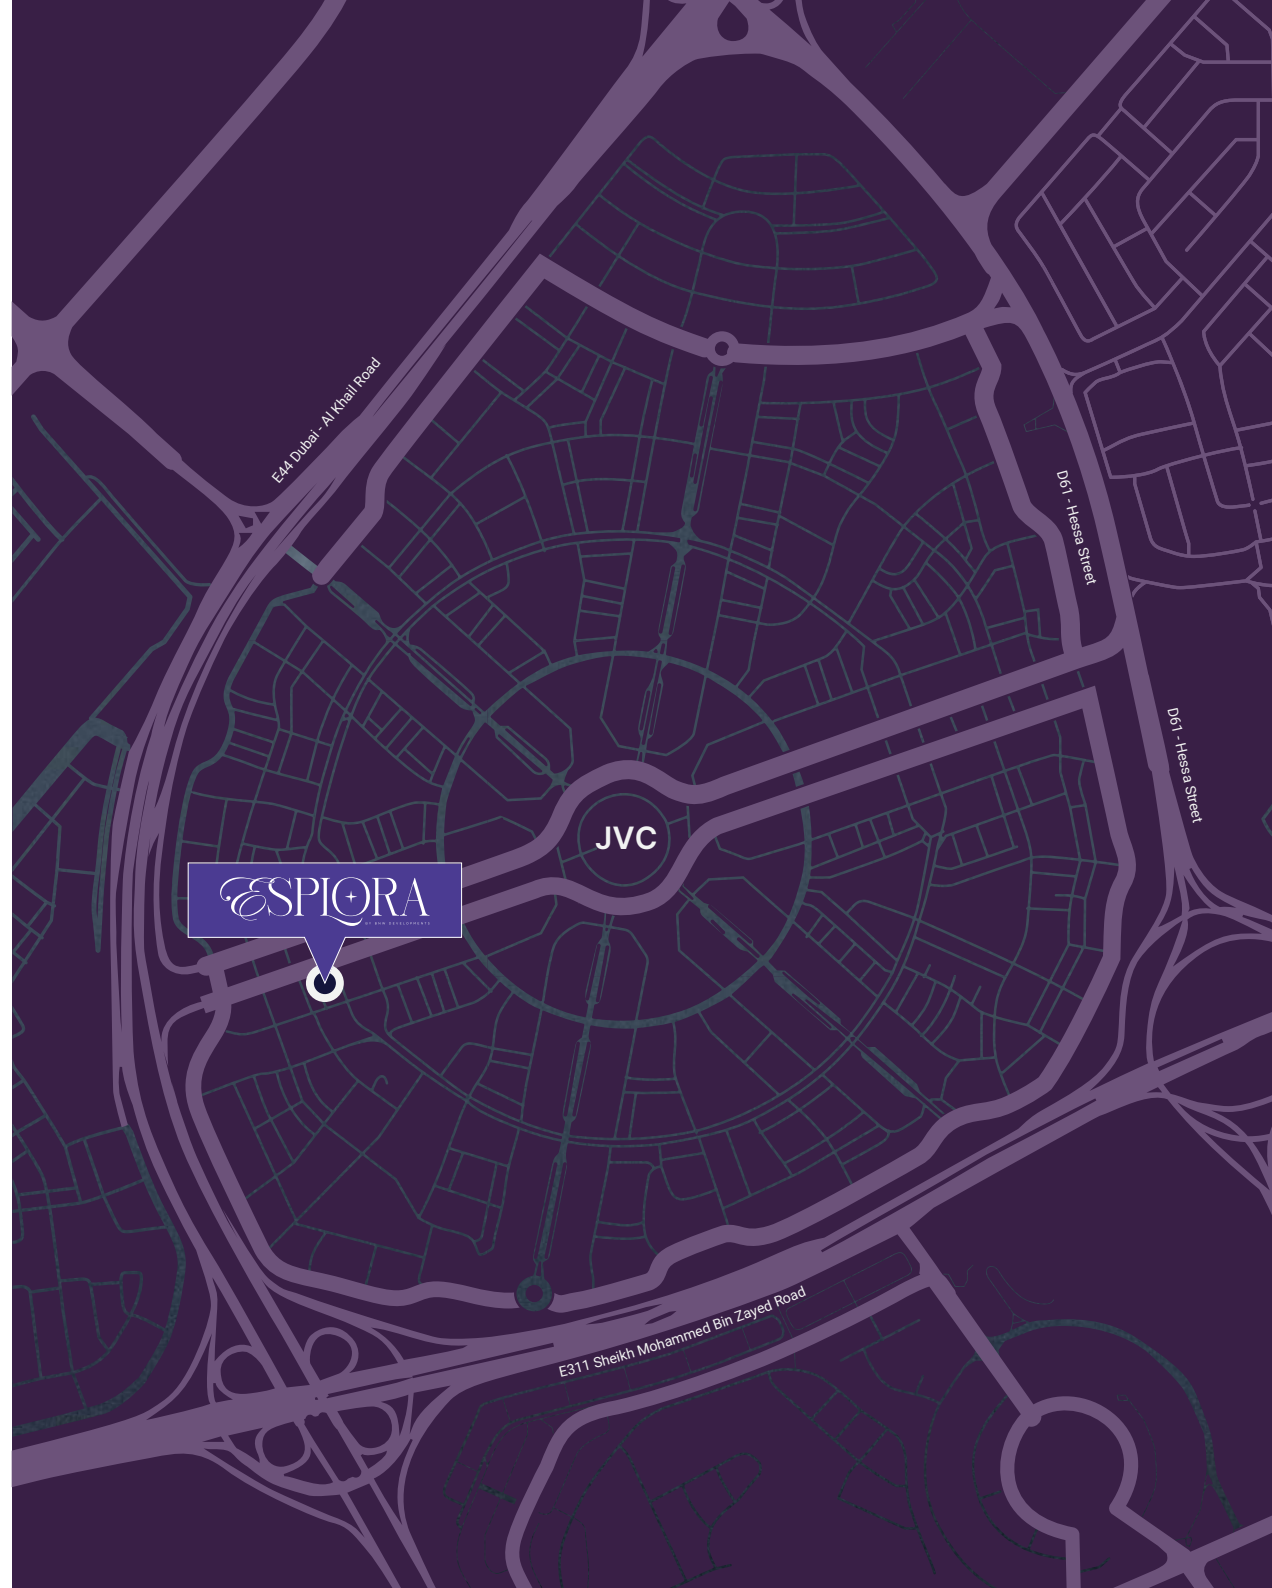 E44 Dubai - Al Khail Road
D61 - Hessa Street
D61 - Hessa Street
JVC
ESPLORA
E311 Sheikh Mohammed Bin Zayed Road